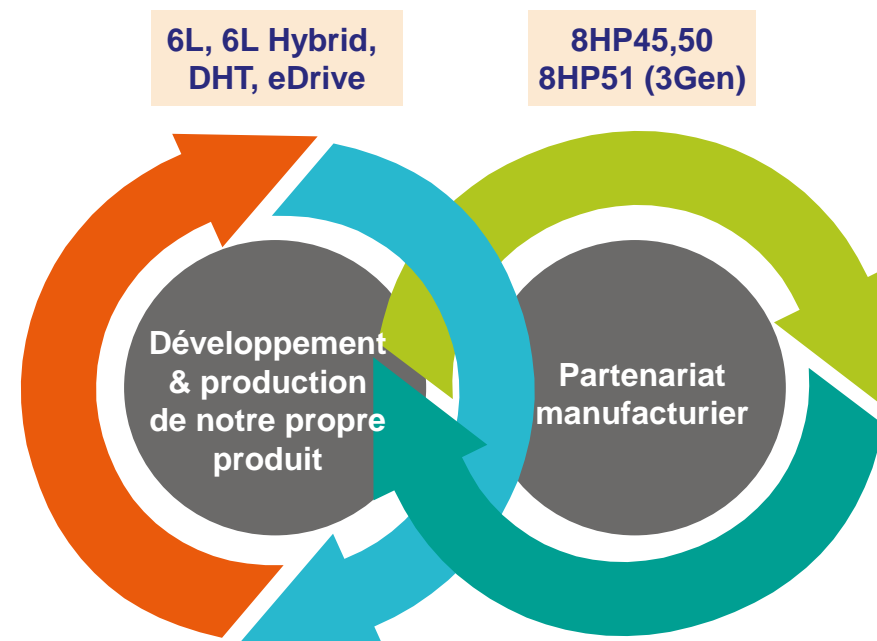 6L, 6L Hybrid,
DHT, eDrive
8HP45,50
8HP51 (3Gen)
Développement
& production
de notre propre
produit
Partenariat
manufacturier